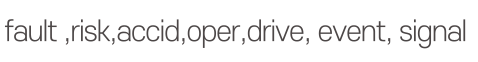 fault ,risk,accid,oper,drive, event, signal